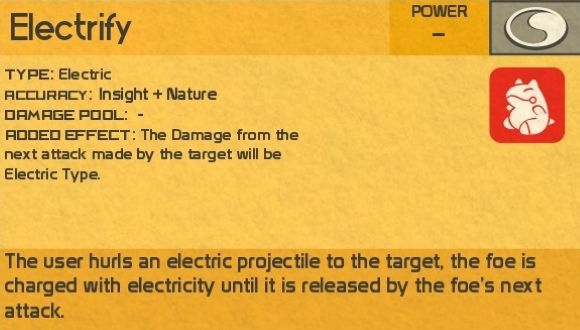 Electrify
POWER
–
TYPE: Electric
ACCURACY: Insight + Nature
DAMAGE POOL: -
ADDED EFFECT: The Damage from the
next attack made by the target will be
Electric Type.
The user hurls an electric projectile to the target, the foe is
charged with electricity until it is released by the foe's next
attack.